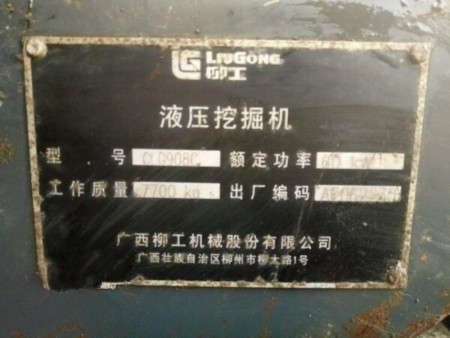 LIUGONG
柳工
液压挖掘机
型 号 CLG908C 额定功率
工作质量 7700 kg 出厂编码
广西柳工机械股份有限公司
广西壮族自治区柳州市柳太路1号